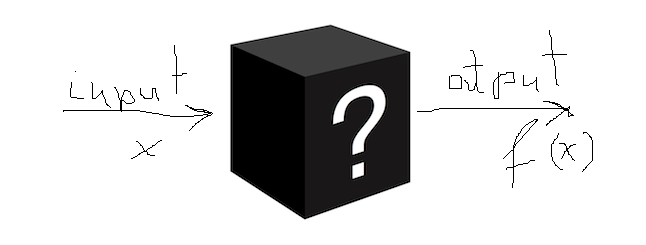 input
x
?
output
f(x)